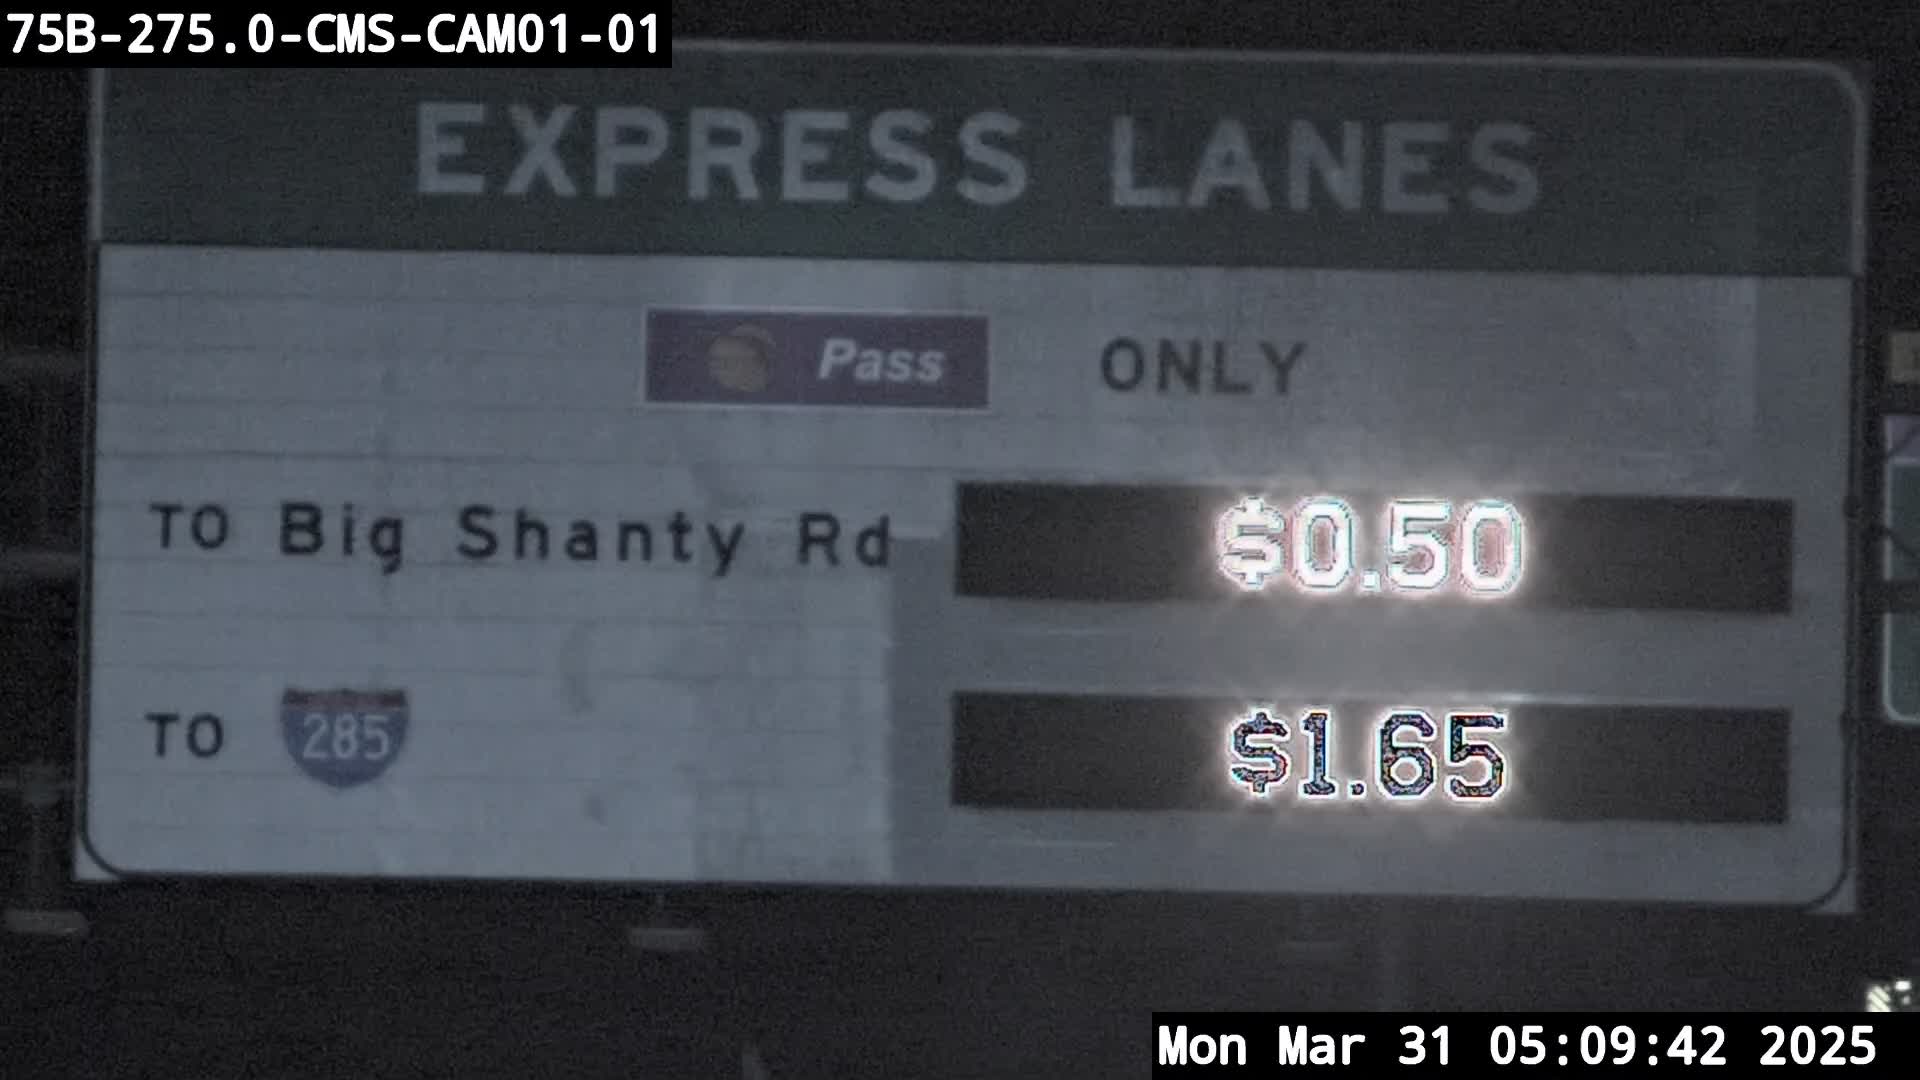 75B-275.0-CMS-CAM01-01
EXPRESS LANES
Pass ONLY
TO Big Shanty Rd $0.50
TO 285 $1.65
Mon Mar 31 05:09:42 2025